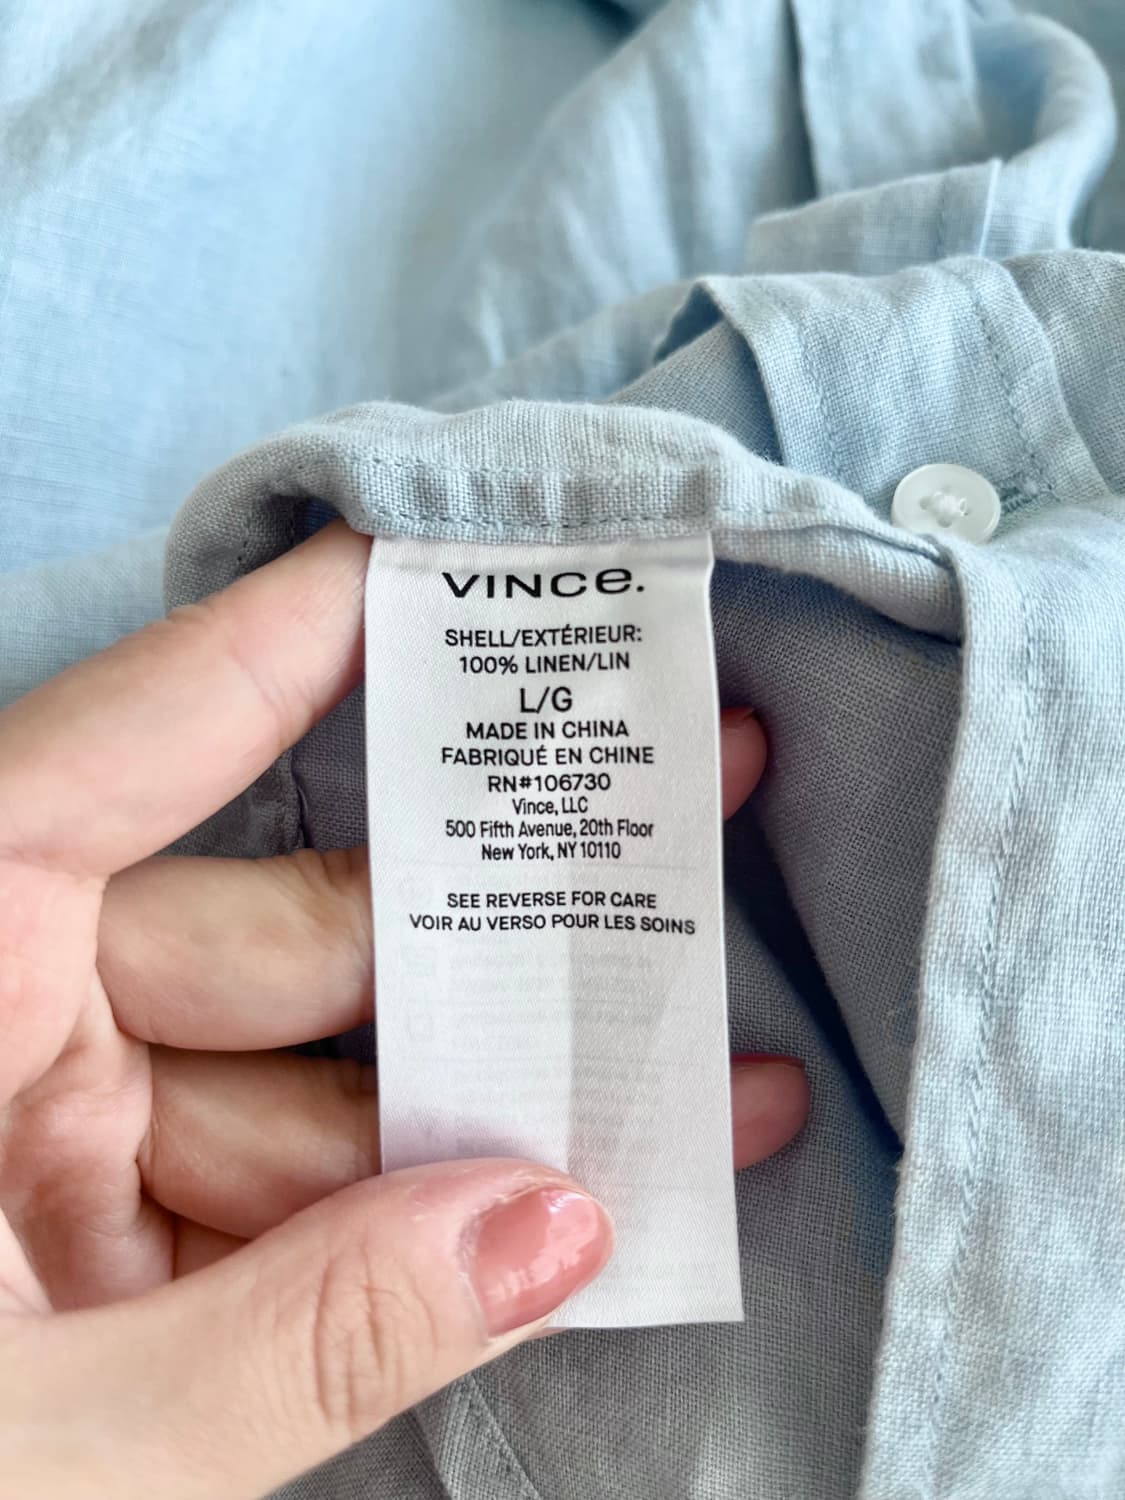 VINCe.
SHELL/EXTÉRIEUR:
100% LINEN/LIN
L/G
MADE IN CHINA
FABRIQUÉ EN CHINE
RN#106730
Vince, LLC
500 Fifth Avenue, 20th Floor
New York, NY 10110
SEE REVERSE FOR CARE
VOIR AU VERSO POUR LES SOINS